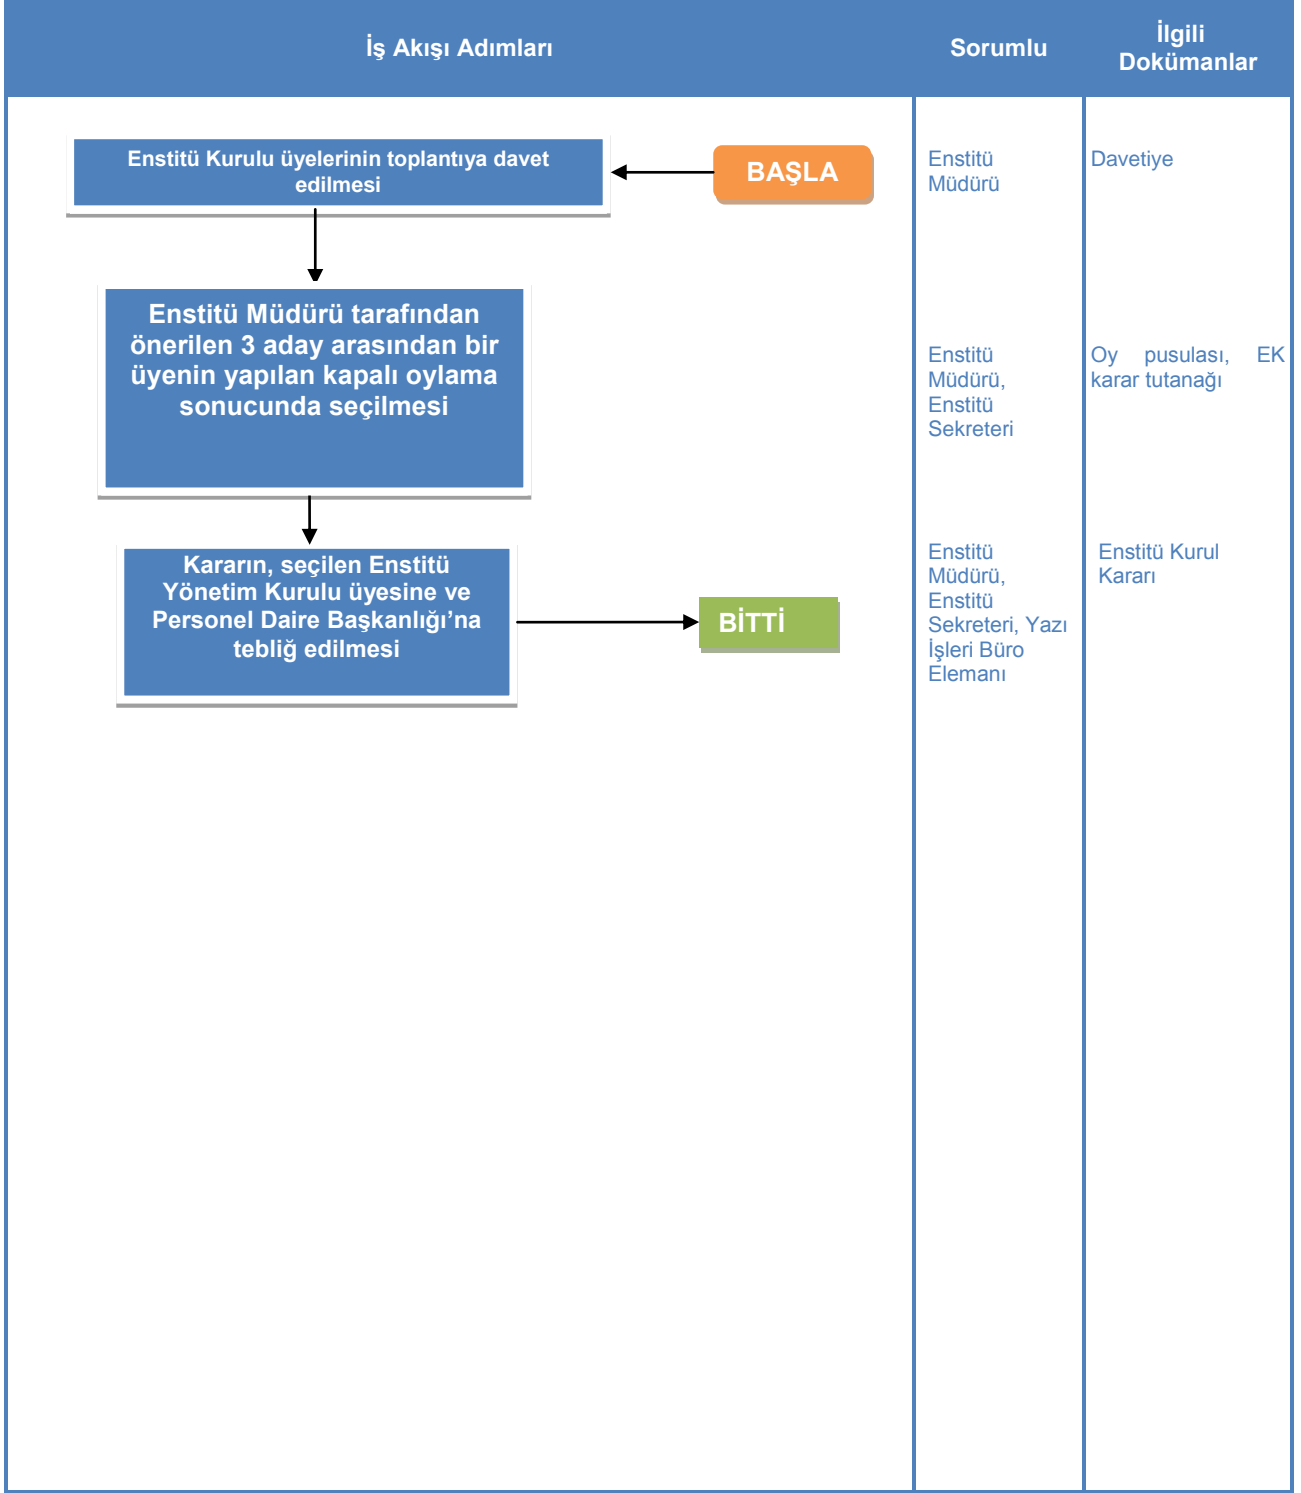 İş Akışı Adımları
Sorumlu
İlgili
Dokümanlar
Enstitü Kurulu üyelerinin toplantıya davet
edilmesi
BAŞLA
Enstitü
Müdürü
Davetiye
Enstitü Müdürü tarafından
önerilen 3 aday arasından bir
üyenin yapılan kapalı oylama
sonucunda seçilmesi
Enstitü
Müdürü,
Enstitü
Sekreteri
Oy pusulası, EK
karar tutanağı
Kararın, seçilen Enstitü
Yönetim Kurulu üyesine ve
Personel Daire Başkanlığı’na
tebliğ edilmesi
BİTTİ
Enstitü
Müdürü,
Enstitü
Sekreteri, Yazı
İşleri Büro
Elemanı
Enstitü Kurul
Kararı